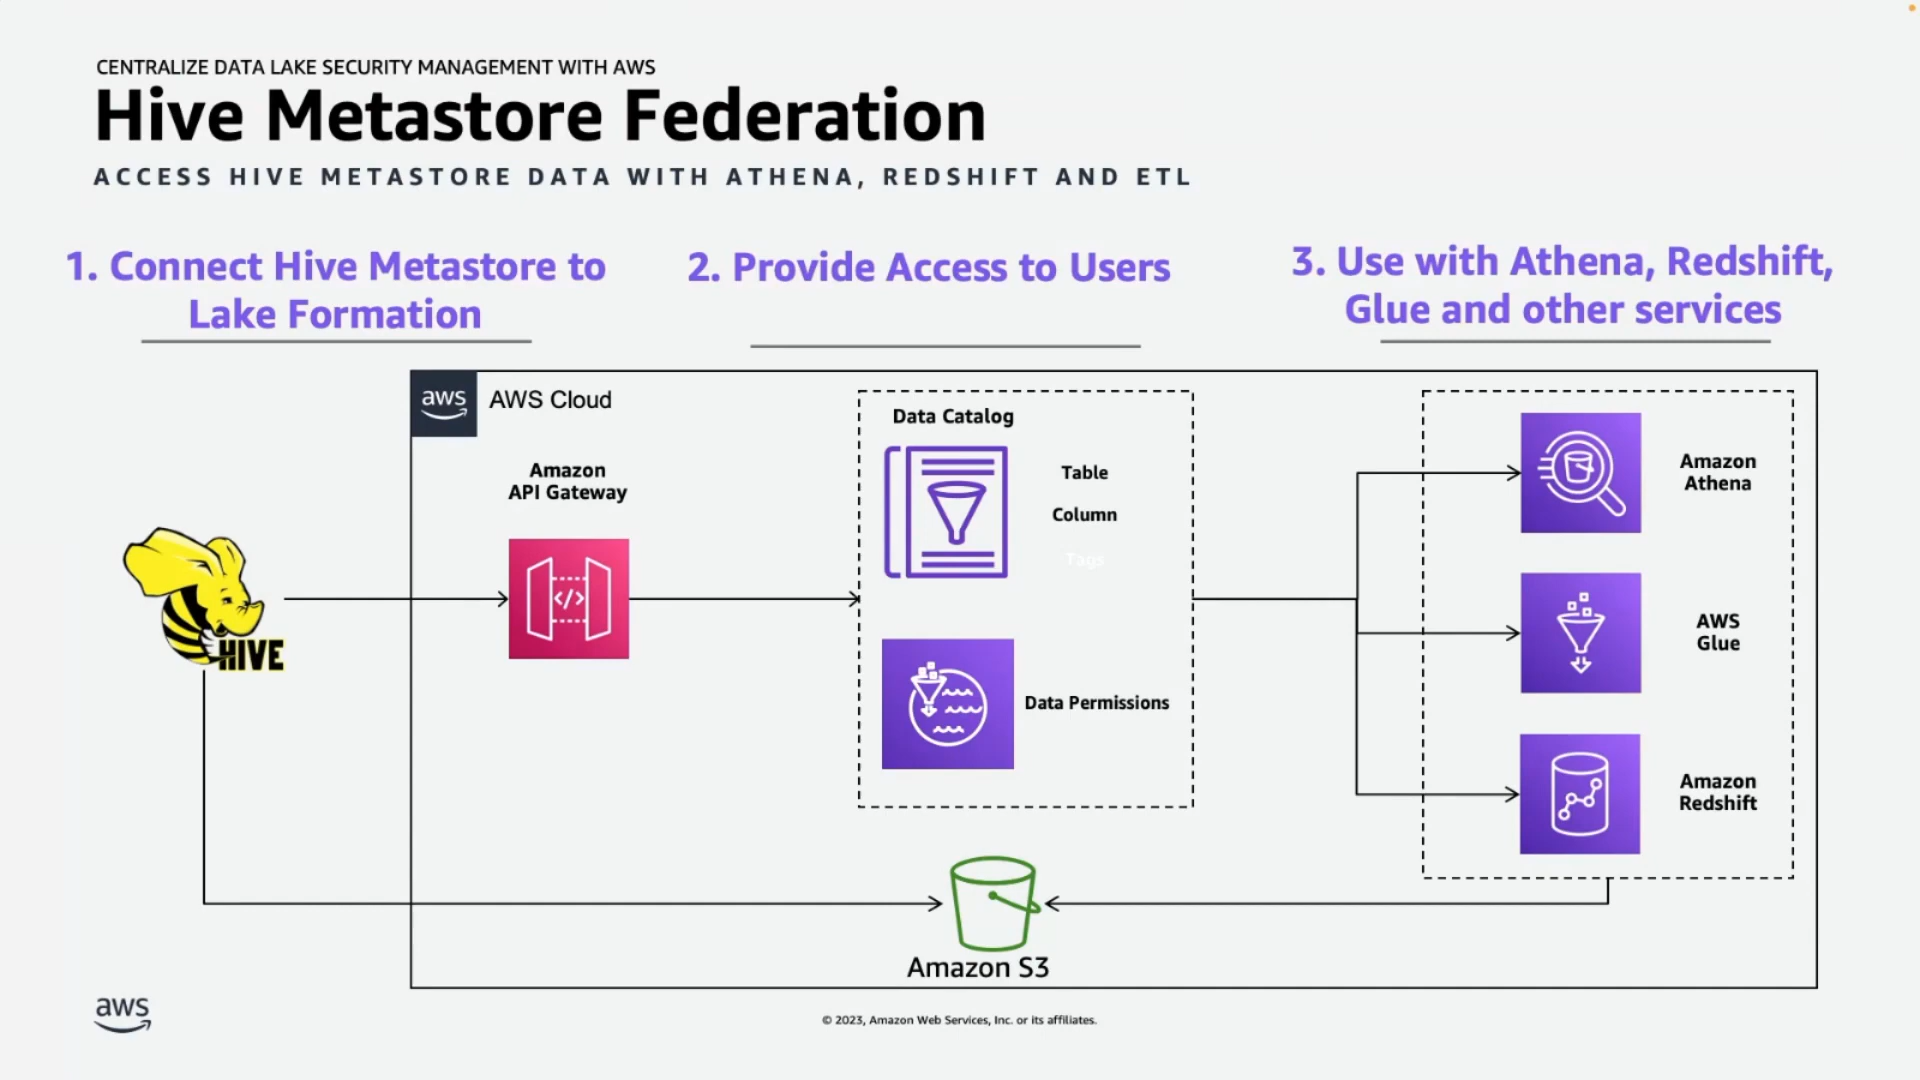 CENTRALIZE DATA LAKE SECURITY MANAGEMENT WITH AWS
Hive Metastore Federation
ACCESS HIVE METASTORE DATA WITH ATHENA, REDSHIFT AND ETL
1. Connect Hive Metastore to
Lake Formation
2. Provide Access to Users
3. Use with Athena, Redshift,
Glue and other services
aws
AWS Cloud
Amazon
API Gateway
HIVE
Data Catalog
Table
Column
Tags
Data Permissions
Amazon
Athena
AWS
Glue
Amazon
Redshift
Amazon S3
aws
© 2023, Amazon Web Services, Inc. or its affiliates.